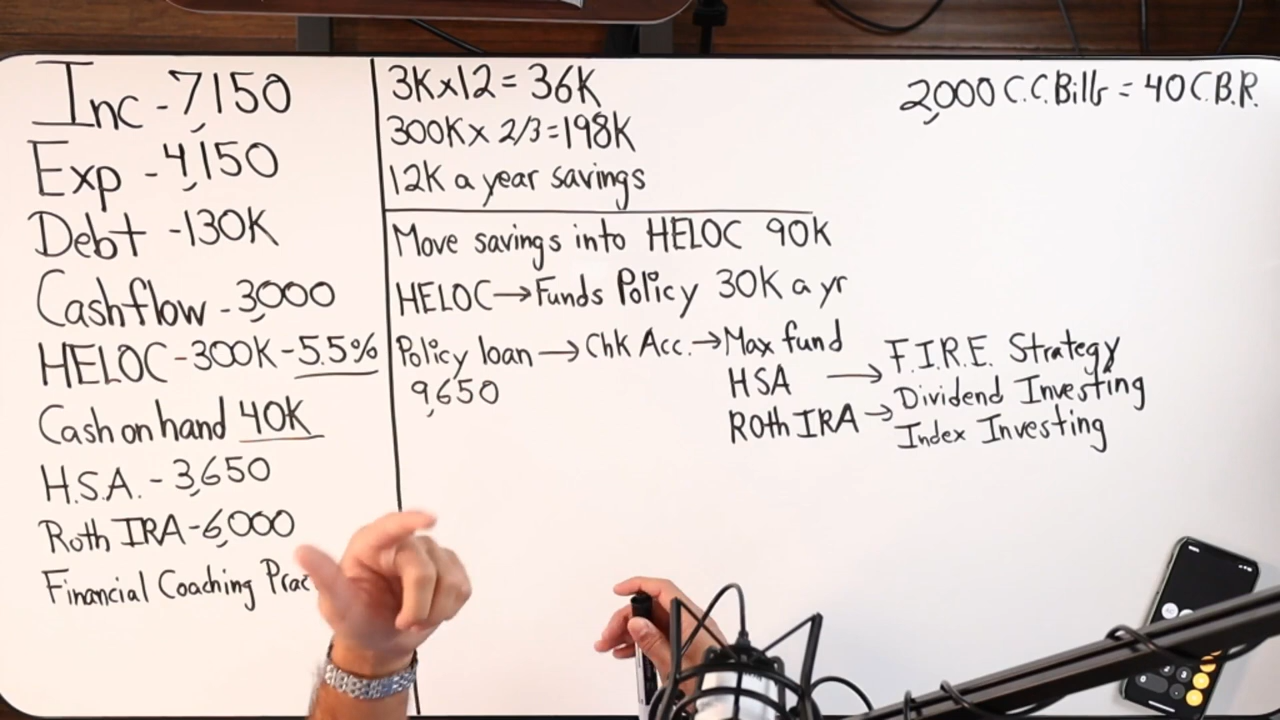 Inc - 7,150
Exp - 4,150
Debt - 130K
Cashflow - 3,000
HELOC - 300K - 5.5%
Cash on hand 40K
H.S.A. - 3,650
Roth IRA - 6,000
Financial Coaching
3K x 12 = 36K
300K x 2/3 = 198K
12K a year savings
Move savings into HELOC 90K
HELOC → Funds Policy 30K a yr
Policy loan → Chk Acc. → Max fund
9,650
HSA → F.I.R.E. Strategy
Roth IRA → Dividend Investing
Index Investing
2,000 C.C. Bills = 40 C.B.R.